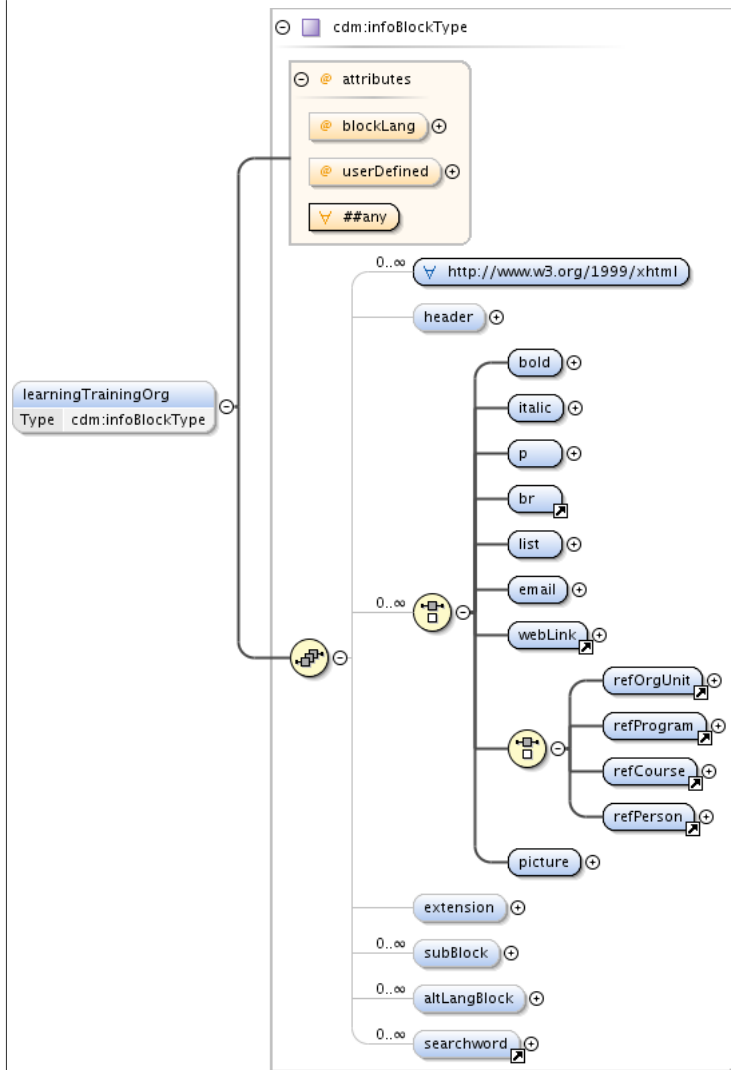 cdm:infoBlockType
@ attributes
@ blockLang
@ userDefined
∀ ##any
0..∞
∀ http://www.w3.org/1999/xhtml
header
bold
italic
learningTrainingOrg
Type cdm:infoBlockType
p
br
list
email
0..∞
webLink
refOrgUnit
refProgram
refCourse
refPerson
picture
extension
0..∞
subBlock
0..∞
altLangBlock
0..∞
searchword